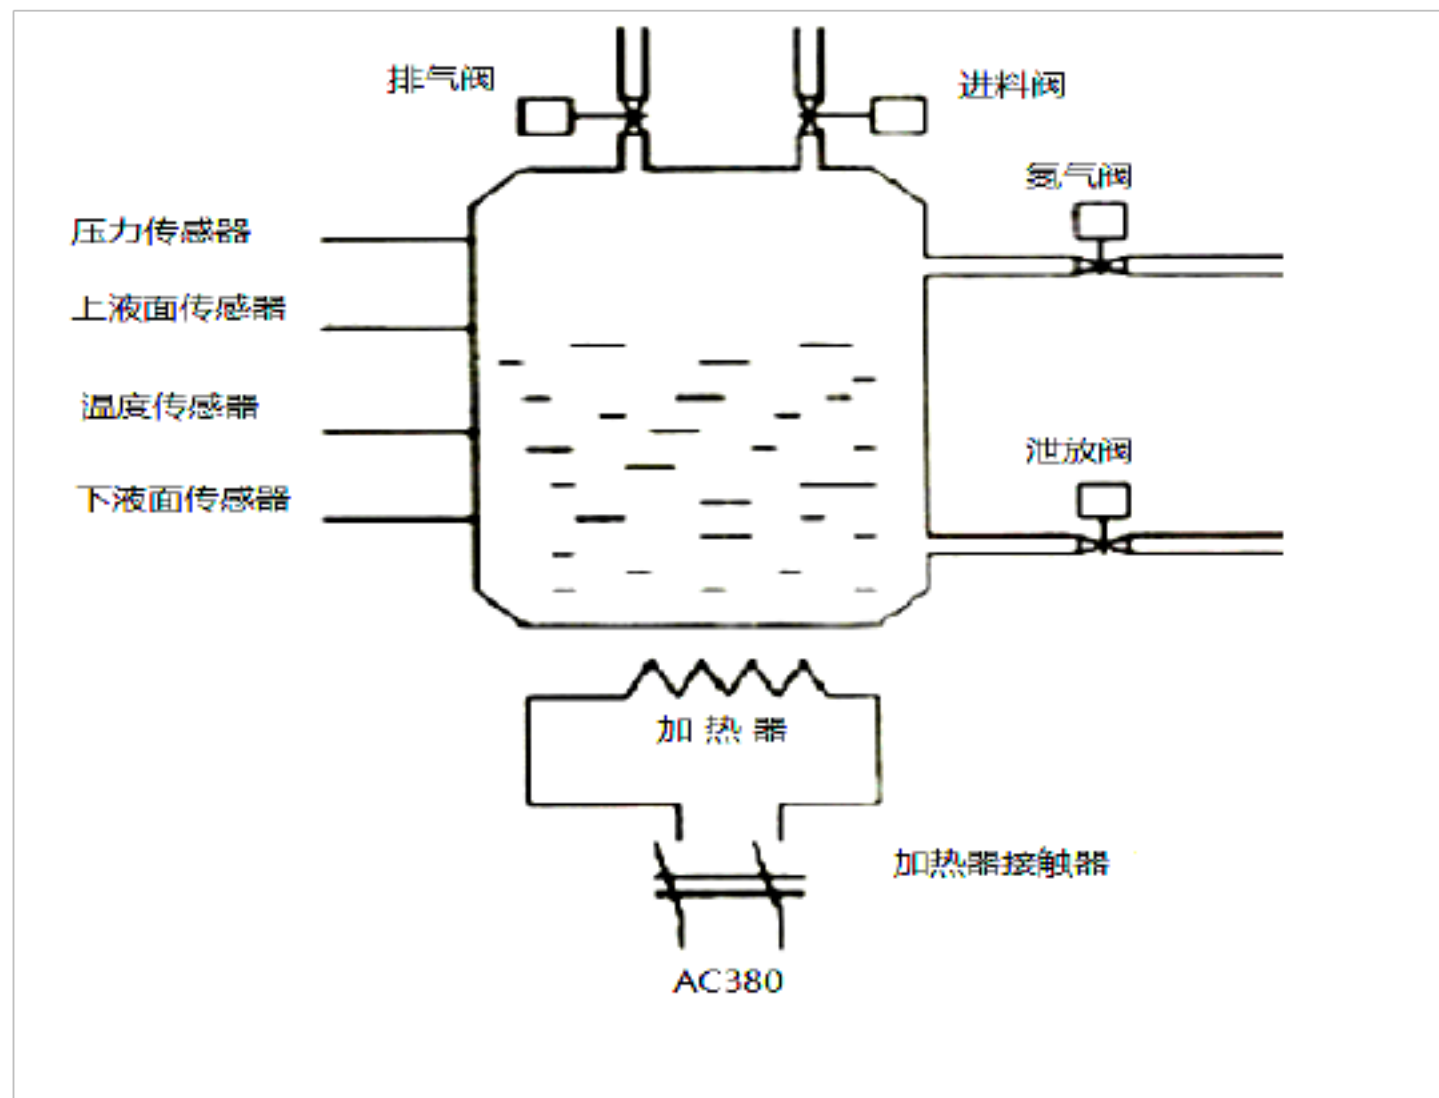 排气阀
进料阀
氮气阀
压力传感器
上液面传感器
温度传感器
泄放阀
下液面传感器
加 热 器
加热器接触器
AC380